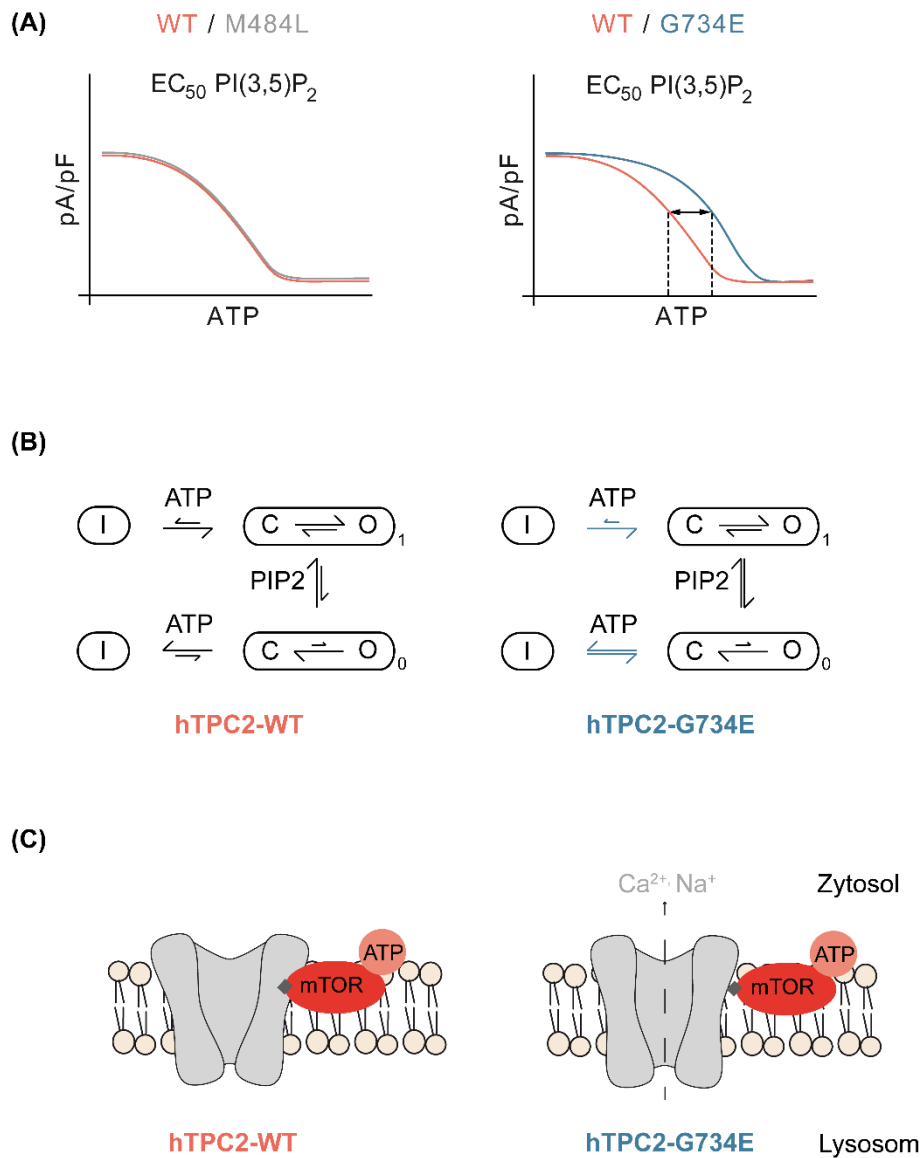 (A)
WT / M484L
WT / G734E
EC50 PI(3,5)P2
EC50 PI(3,5)P2
pA/pF
pA/pF
ATP
ATP
(B)
I ATP C O 1
I ATP C O 1
PIP2
PIP2
I ATP C O 0
I ATP C O 0
hTPC2-WT
hTPC2-G734E
(C)
Ca2+, Na+
Zytosol
ATP
ATP
mTOR
mTOR
hTPC2-WT
hTPC2-G734E
Lysosom